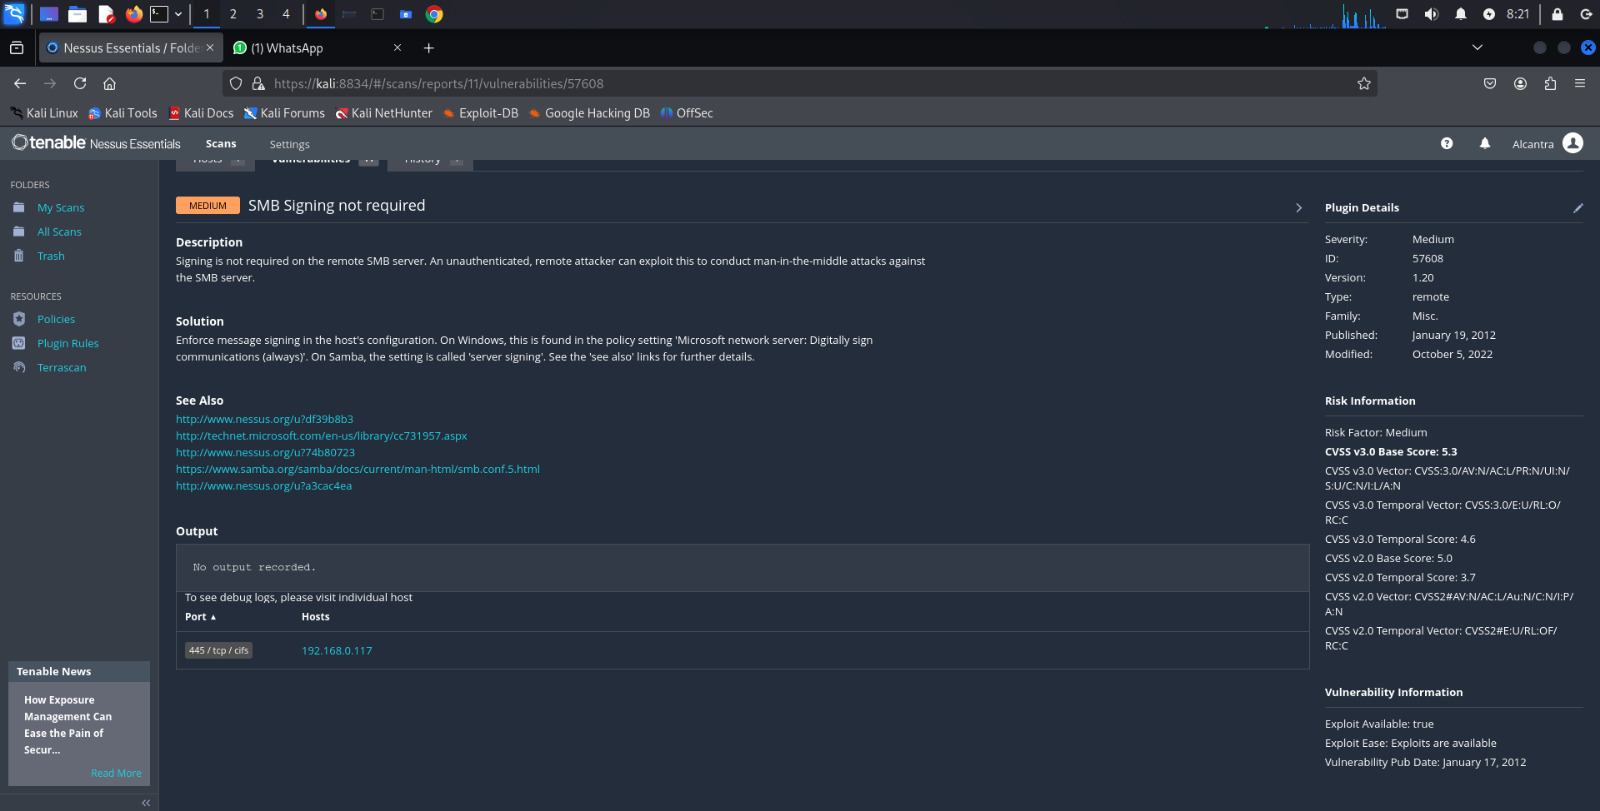 1
2
3
4
8:21
Nessus Essentials / Folde
(1) WhatsApp
https://kali:8834/#/scans/reports/11/vulnerabilities/57608
Kali Linux
Kali Tools
Kali Docs
Kali Forums
Kali NetHunter
Exploit-DB
Google Hacking DB
OffSec
tenable Nessus Essentials
Scans
Settings
Alcantra
Hosts
Vulnerabilities
History
FOLDERS
My Scans
All Scans
Trash
RESOURCES
Policies
Plugin Rules
Terrascan
Tenable News
How Exposure
Management Can
Ease the Pain of
Secur...
Read More
MEDIUM
SMB Signing not required
Description
Signing is not required on the remote SMB server. An unauthenticated, remote attacker can exploit this to conduct man-in-the-middle attacks against
the SMB server.
Solution
Enforce message signing in the host's configuration. On Windows, this is found in the policy setting 'Microsoft network server: Digitally sign
communications (always)'. On Samba, the setting is called 'server signing'. See the 'see also' links for further details.
See Also
http://www.nessus.org/u?df39b8b3
http://technet.microsoft.com/en-us/library/cc731957.aspx
http://www.nessus.org/u?74b80723
https://www.samba.org/samba/docs/current/man-html/smb.conf.5.html
http://www.nessus.org/u?a3cac4ea
Output
No output recorded.
To see debug logs, please visit individual host
Port
Hosts
445 / tcp / cifs
192.168.0.117
Plugin Details
Severity: Medium
ID: 57608
Version: 1.20
Type: remote
Family: Misc.
Published: January 19, 2012
Modified: October 5, 2022
Risk Information
Risk Factor: Medium
CVSS v3.0 Base Score: 5.3
CVSS v3.0 Vector: CVSS:3.0/AV:N/AC:L/PR:N/UI:N/
S:U/C:N/I:L/A:N
CVSS v3.0 Temporal Vector: CVSS:3.0/E:U/RL:O/
RC:C
CVSS v3.0 Temporal Score: 4.6
CVSS v2.0 Base Score: 5.0
CVSS v2.0 Temporal Score: 3.7
CVSS v2.0 Vector: CVSS2#AV:N/AC:L/Au:N/C:N/I:P/
A:N
CVSS v2.0 Temporal Vector: CVSS2#E:U/RL:OF/
RC:C
Vulnerability Information
Exploit Available: true
Exploit Ease: Exploits are available
Vulnerability Pub Date: January 17, 2012